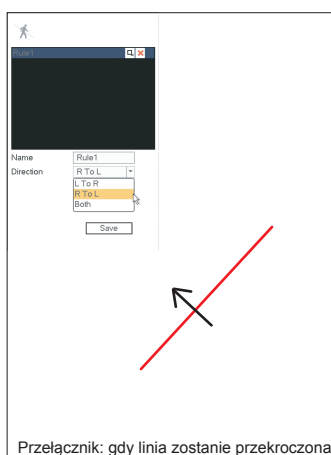 Rule1
Name Rule1
Direction R To L
L To R
R To L
Both
Save
Przełącznik: gdy linia zostanie przekroczona